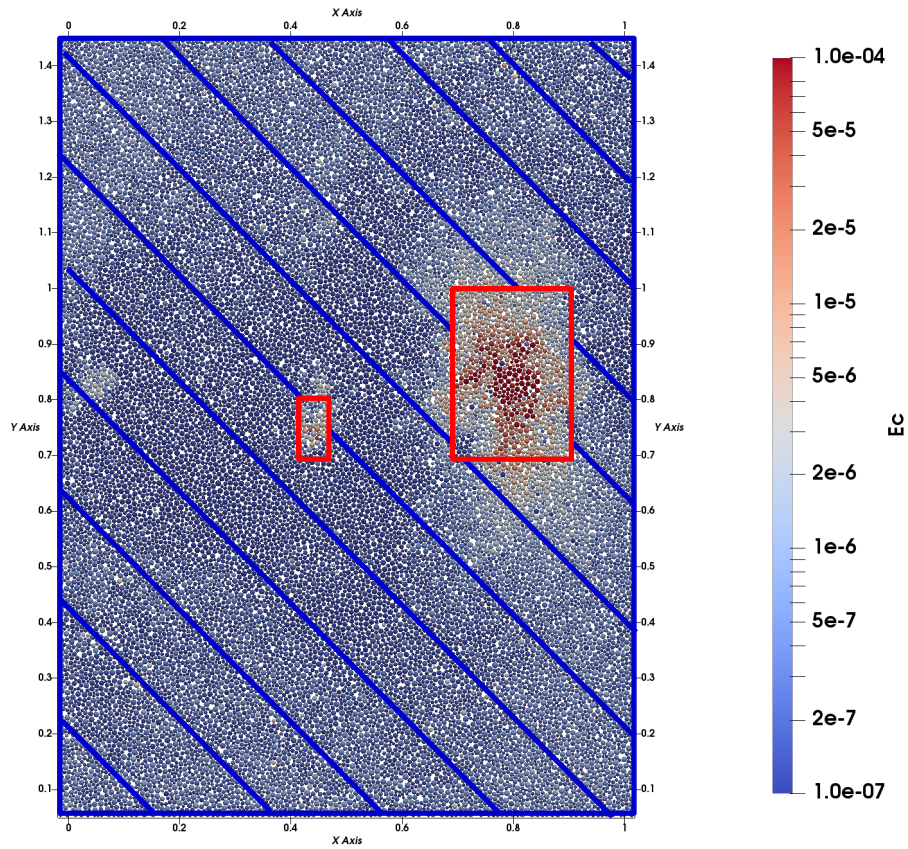 X Axis
0 0.2 0.4 0.6 0.8 1
1.4 1.4
1.3 1.3
1.2 1.2
1.1 1.1
1 1
0.9 0.9
0.8 0.8
Y Axis Y Axis
0.7 0.7
0.6 0.6
0.5 0.5
0.4 0.4
0.3 0.3
0.2 0.2
0.1 0.1
0 0.2 0.4 0.6 0.8 1
X Axis
1.0e-04
5e-5
2e-5
1e-5
5e-6
2e-6
1e-6
5e-7
2e-7
1.0e-07
Ec